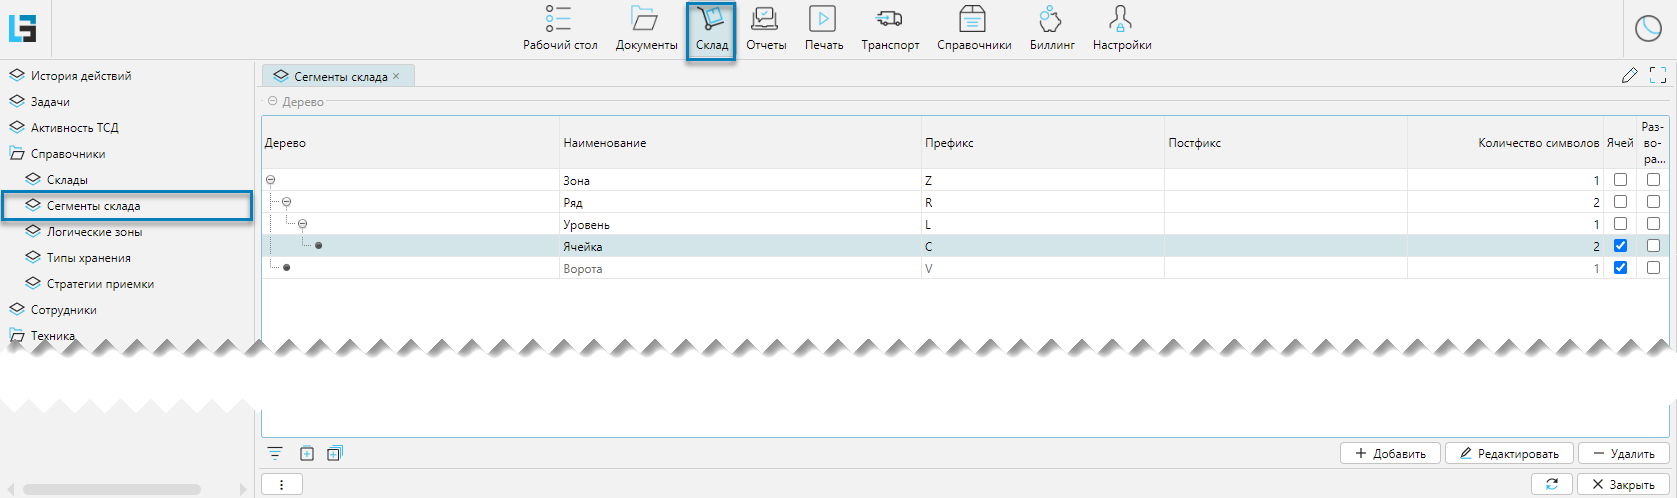 Рабочий стол Документы Склад Отчеты Печать Транспорт Справочники Биллинг Настройки
История действий
Задачи
Активность ТСД
Справочники
Склады
Сегменты склада
Логические зоны
Типы хранения
Стратегии приемки
Сотрудники
Техника
Сегменты склада ×
Дерево
Дерево Наименование Префикс Постфикс Количество символов Ячей Раз-во-ра...
Зона Z 1
Ряд R 2
Уровень L 1
Ячейка C 2
Ворота V 1
+ Добавить Редактировать — Удалить
Закрыть